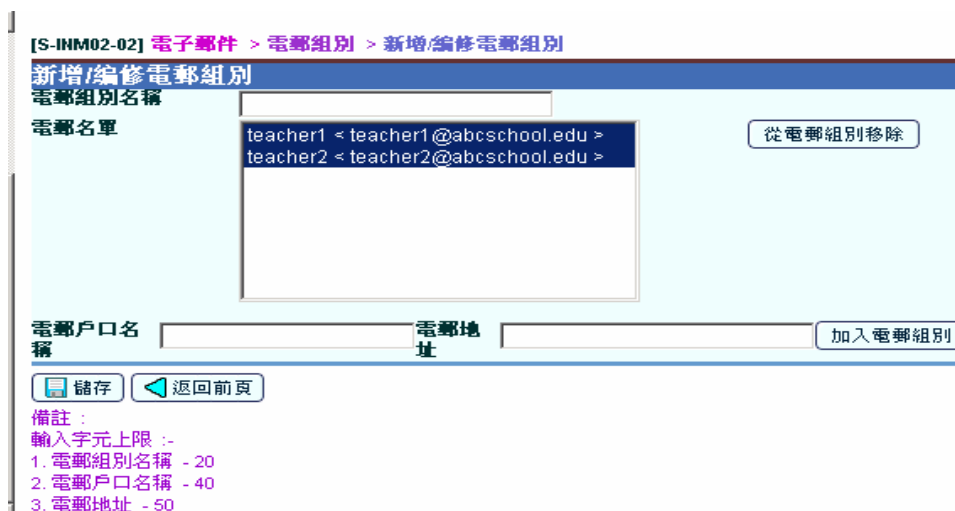 [S-INM02-02] 電子郵件 > 電郵組別 > 新增/編修電郵組別
新增/編修電郵組別
電郵組別名稱
電郵名單
teacher1 < teacher1@abcschool.edu >
teacher2 < teacher2@abcschool.edu >
從電郵組別移除
電郵戶口名稱
電郵地址
加入電郵組別
儲存 返回前頁
備註 :
輸入字元上限 :-
1. 電郵組別名稱 - 20
2. 電郵戶口名稱 - 40
3. 電郵地址 - 50